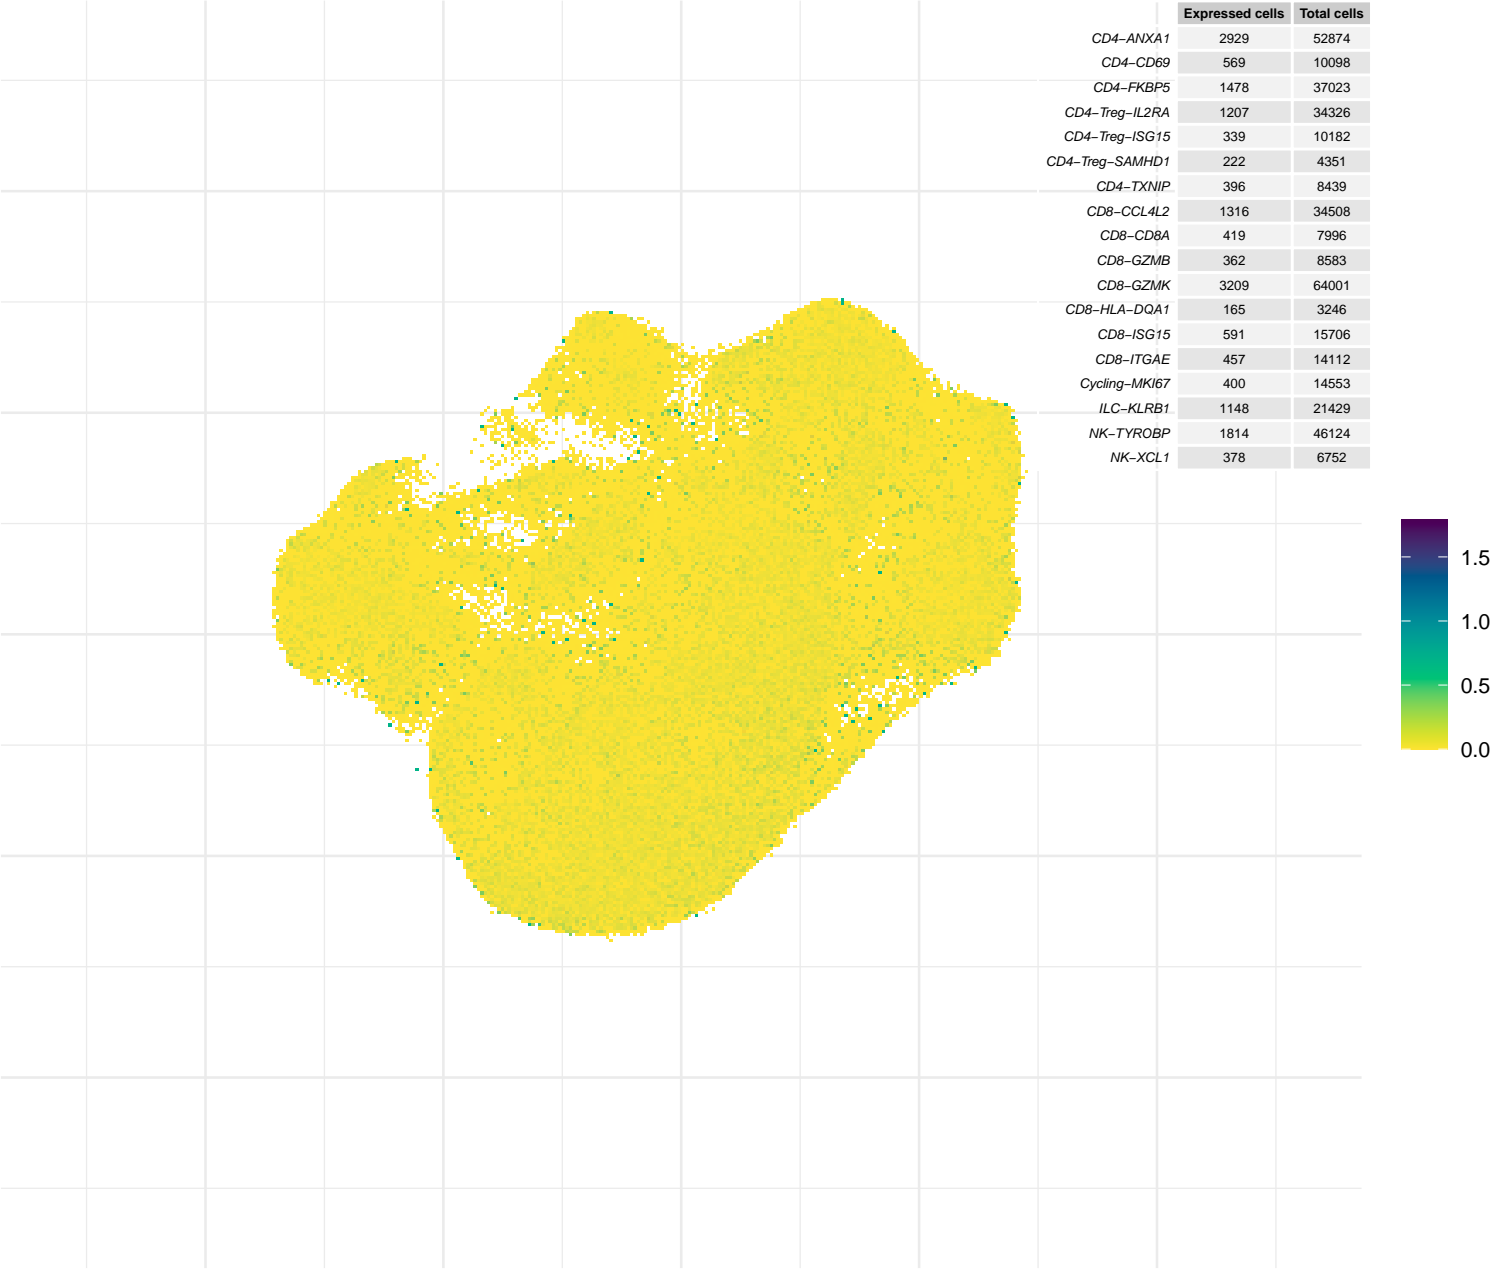 Expressed cells Total cells
CD4−ANXA1 2929 52874
CD4−CD69 569 10098
CD4−FKBP5 1478 37023
CD4−Treg−IL2RA 1207 34326
CD4−Treg−ISG15 339 10182
CD4−Treg−SAMHD1 222 4351
CD4−TXNIP 396 8439
CD8−CCL4L2 1316 34508
CD8−CD8A 419 7996
CD8−GZMB 362 8583
CD8−GZMK 3209 64001
CD8−HLA−DQA1 165 3246
CD8−ISG15 591 15706
CD8−ITGAE 457 14112
Cycling−MKI67 400 14553
ILC−KLRB1 1148 21429
NK−TYROBP 1814 46124
NK−XCL1 378 6752
1.5
1.0
0.5
0.0